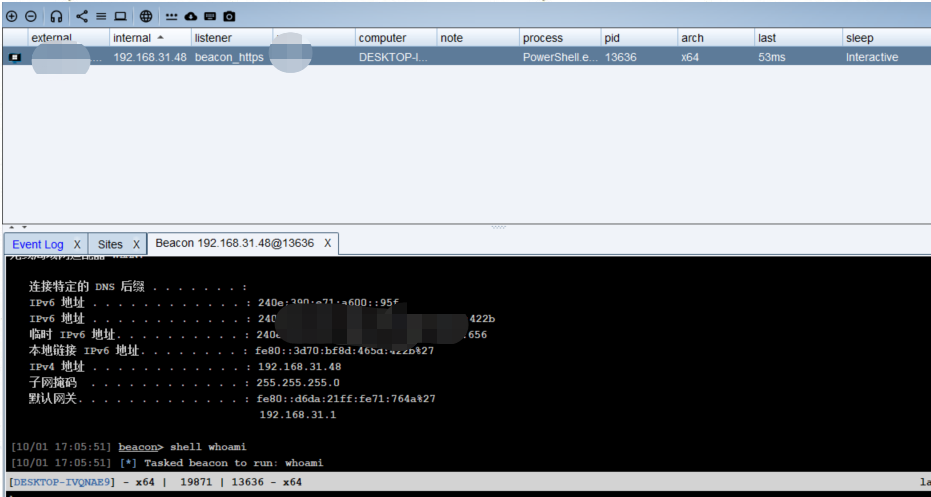 external internal listener computer note process pid arch last sleep
192.168.31.48 beacon_https DESKTOP-I... PowerShell.e... 13636 x64 53ms Interactive
Event Log X Sites X Beacon 192.168.31.48@13636 X
连接特定的 DNS 后缀 . . . . . . . :
IPv6 地址 . . . . . . . . . . . . : 240e:390:e71:a600::95f
IPv6 地址 . . . . . . . . . . . . : 240 422b
临时 IPv6 地址. . . . . . . . . . : 240e 656
本地链接 IPv6 地址. . . . . . . . : fe80::3d70:bf8d:465d:422b%27
IPv4 地址 . . . . . . . . . . . . : 192.168.31.48
子网掩码 . . . . . . . . . . . . : 255.255.255.0
默认网关. . . . . . . . . . . . . : fe80::d6da:21ff:fe71:764a%27
192.168.31.1
[10/01 17:05:51] beacon> shell whoami
[10/01 17:05:51] [*] Tasked beacon to run: whoami
[DESKTOP-IVQNAE9] - x64 | 19871 | 13636 - x64 la